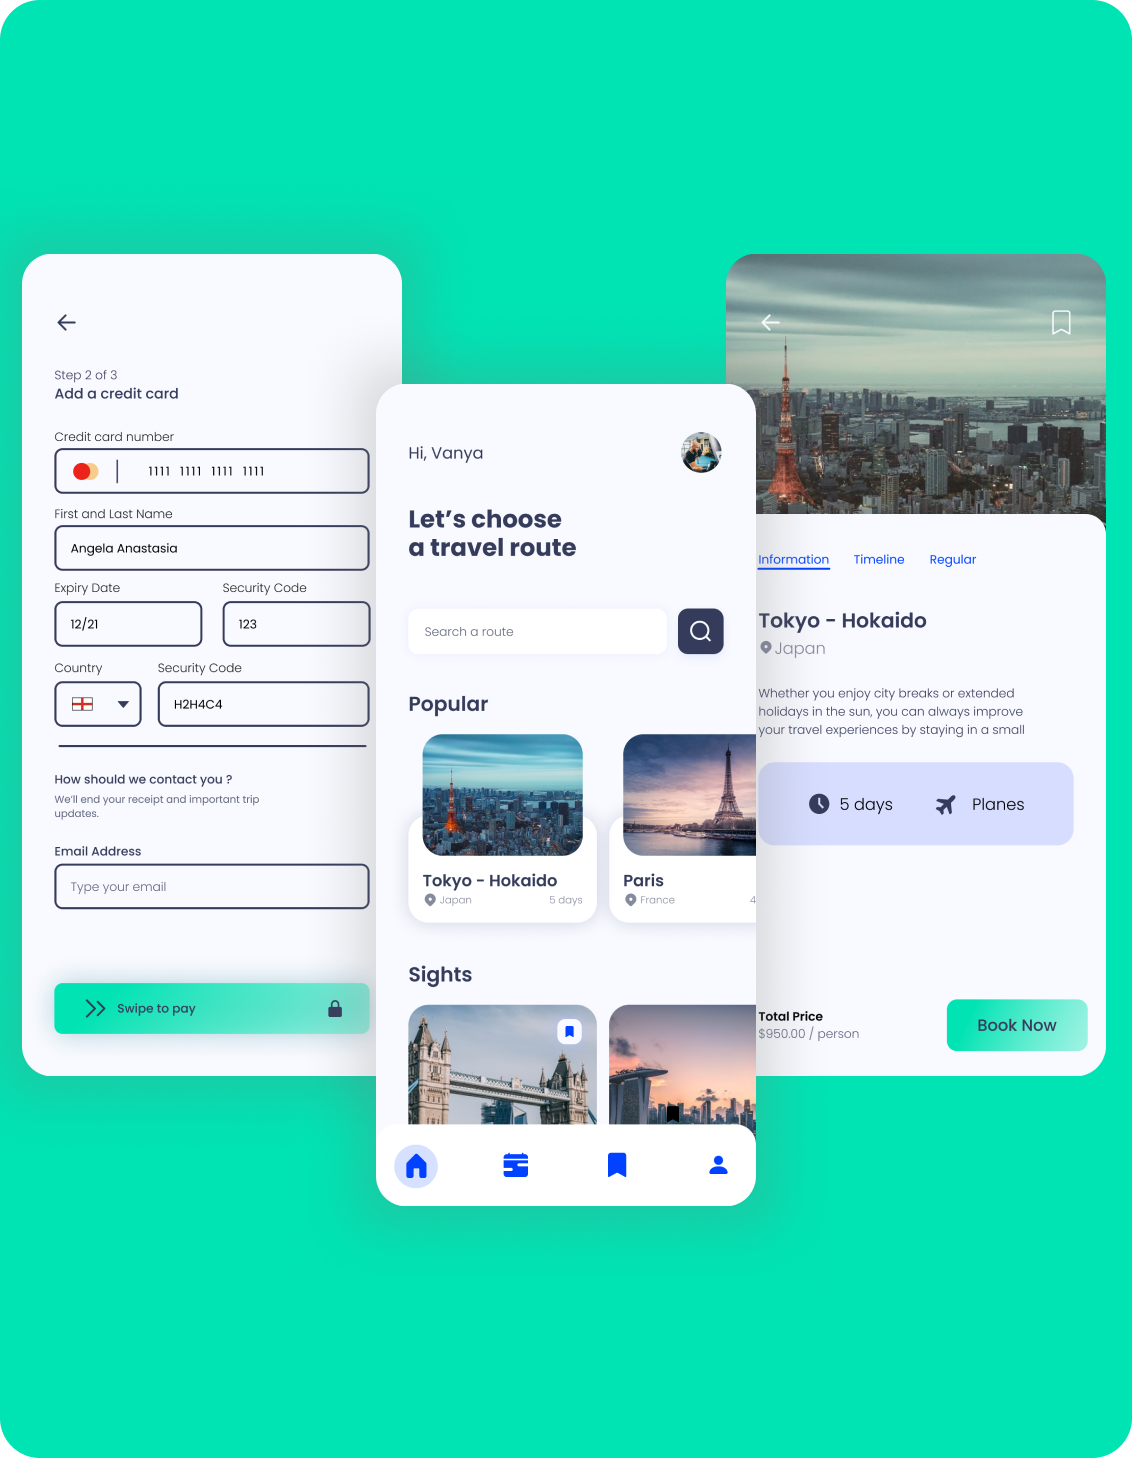 Step 2 of 3
Add a credit card
Credit card number
1111 1111 1111 1111
First and Last Name
Angela Anastasia
Expiry Date
Security Code
12/21
123
Country
Security Code
H2H4C4
How should we contact you ?
We'll end your receipt and important trip
updates.
Email Address
Type your email
Swipe to pay
Hi, Vanya
Let's choose
a travel route
Search a route
Popular
Tokyo - Hokaido
Japan
5 days
Paris
France
4
Sights
Information
Timeline
Regular
Tokyo - Hokaido
Japan
Whether you enjoy city breaks or extended
holidays in the sun, you can always improve
your travel experiences by staying in a small
5 days
Planes
Total Price
$950.00 / person
Book Now